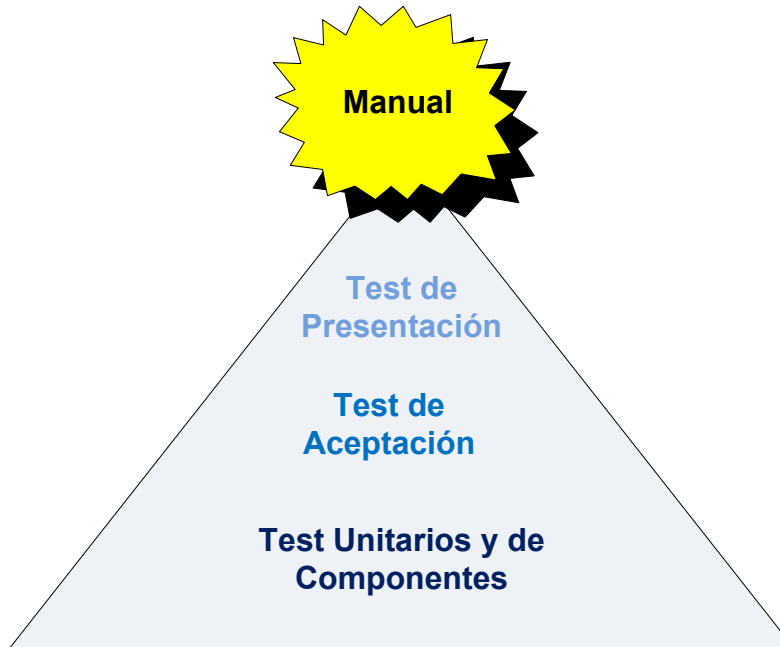 Manual
Test de
Presentación
Test de
Aceptación
Test Unitarios y de
Componentes